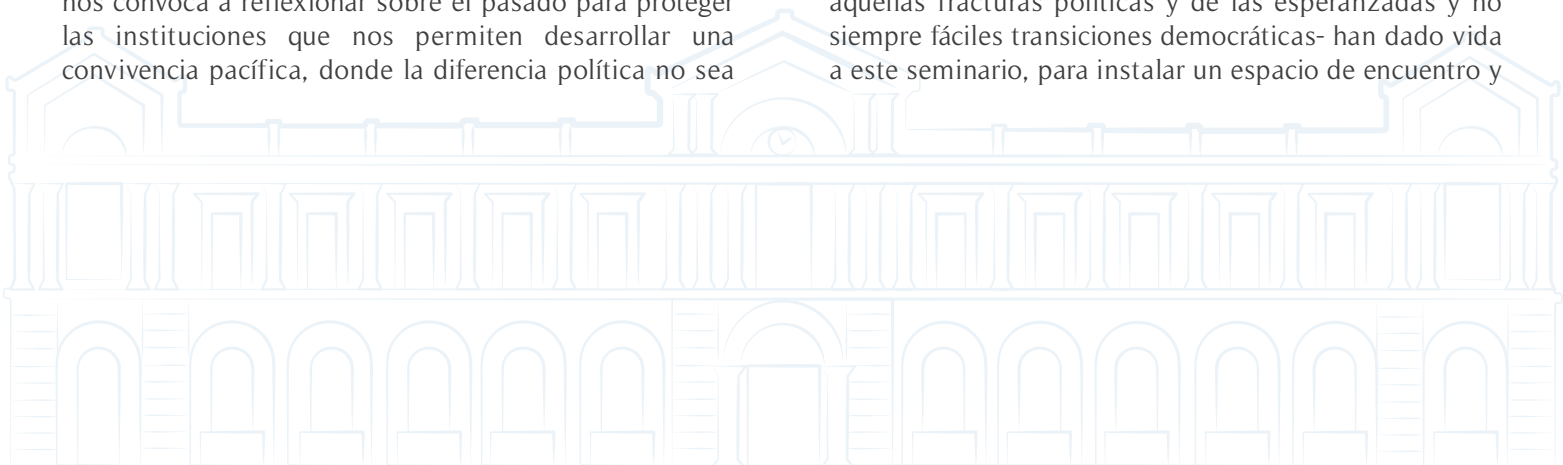 nos convoca a reflexionar sobre el pasado para proteger
las instituciones que nos permiten desarrollar una
convivencia pacífica, donde la diferencia política no sea
aquellas fracturas políticas y de las esperanzadas y no
siempre fáciles transiciones democráticas- han dado vida
a este seminario, para instalar un espacio de encuentro y